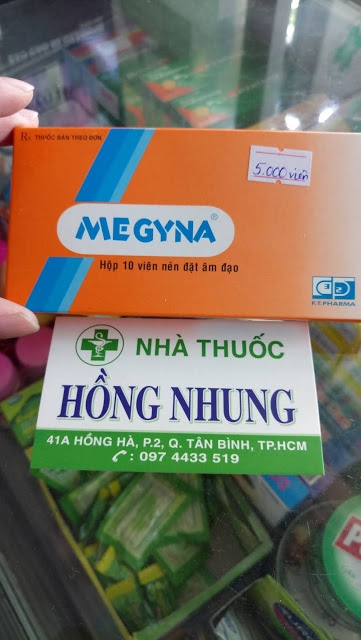 Rx THUỐC BÁN THEO ĐƠN
5.000 viên
MEGYNA®
Hộp 10 viên nén đặt âm đạo
F.T.PHARMA
NHÀ THUỐC
HỒNG NHUNG
41A HỒNG HÀ, P.2, Q. TÂN BÌNH, TP.HCM
: 097 4433 519